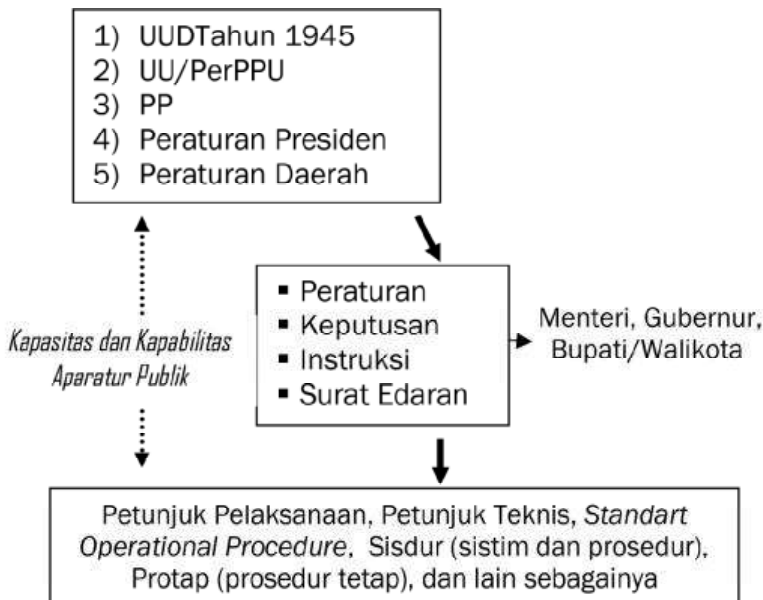 1) UUDTahun 1945
2) UU/PerPPU
3) PP
4) Peraturan Presiden
5) Peraturan Daerah
▪ Peraturan
▪ Keputusan
▪ Instruksi
▪ Surat Edaran
Menteri, Gubernur,
Bupati/Walikota
Kapasitas dan Kapabilitas
Aparatur Publik
Petunjuk Pelaksanaan, Petunjuk Teknis, Standart
Operational Procedure, Sisdur (sistim dan prosedur),
Protap (prosedur tetap), dan lain sebagainya